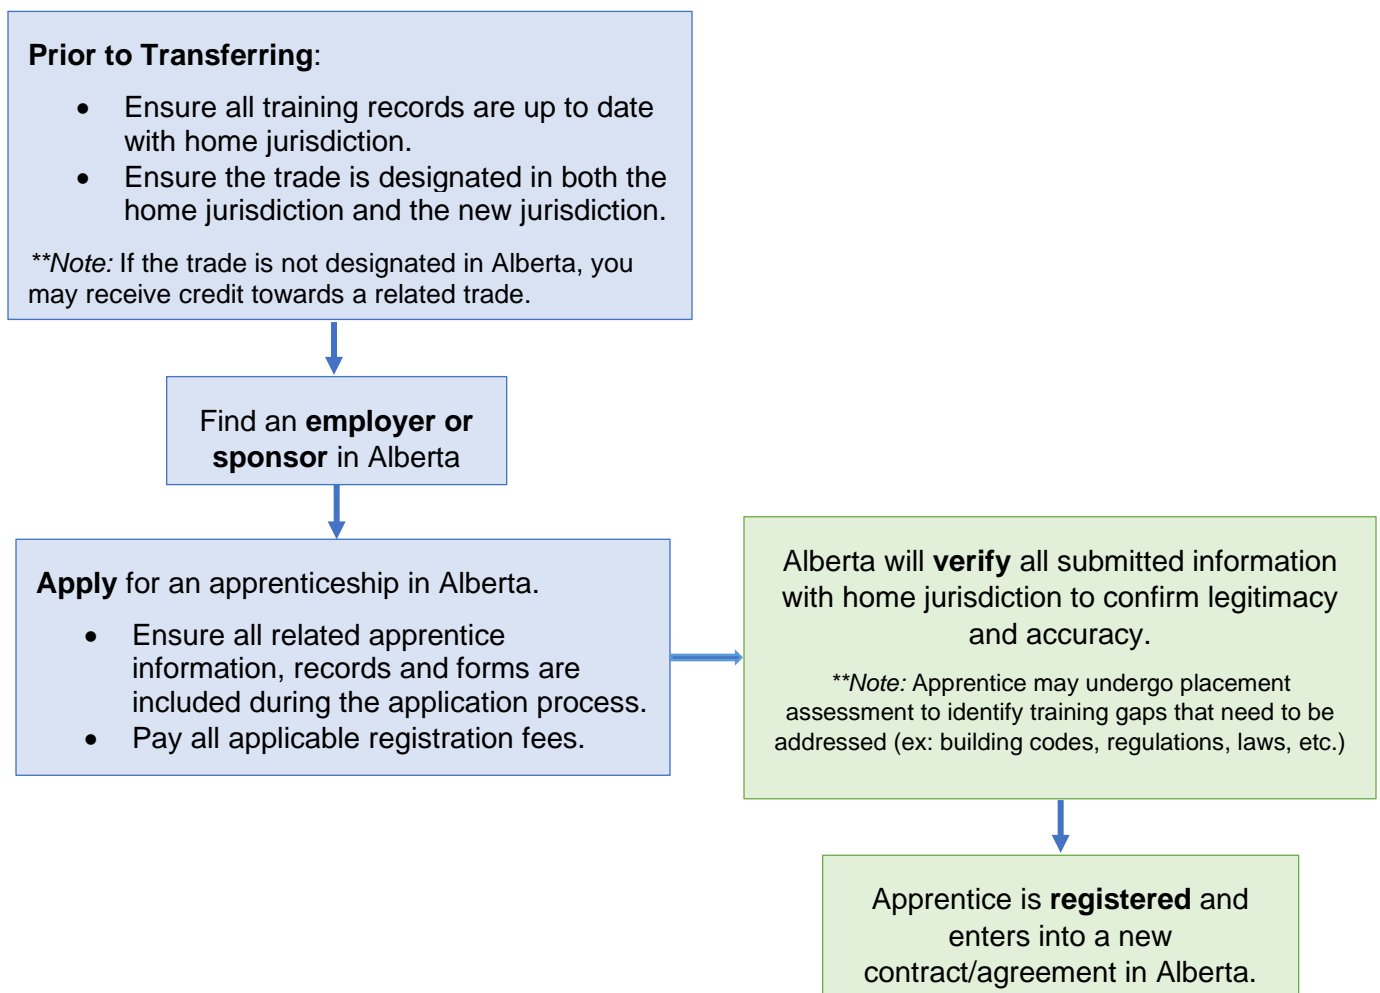 Prior to Transferring:
• Ensure all training records are up to date
with home jurisdiction.
• Ensure the trade is designated in both the
home jurisdiction and the new jurisdiction.
**Note: If the trade is not designated in Alberta, you
may receive credit towards a related trade.
Find an employer or
sponsor in Alberta
Apply for an apprenticeship in Alberta.
• Ensure all related apprentice
information, records and forms are
included during the application process.
• Pay all applicable registration fees.
Alberta will verify all submitted information
with home jurisdiction to confirm legitimacy
and accuracy.
**Note: Apprentice may undergo placement
assessment to identify training gaps that need to be
addressed (ex: building codes, regulations, laws, etc.)
Apprentice is registered and
enters into a new
contract/agreement in Alberta.